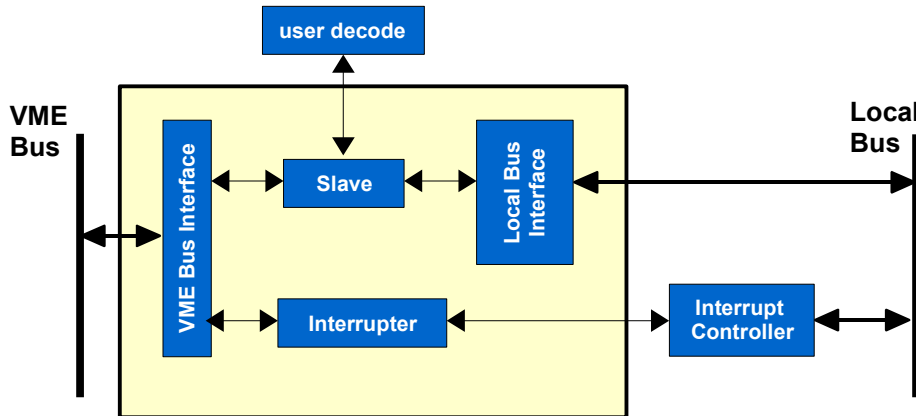 user decode
VME
Bus
Local
Bus
VME Bus Interface
Slave
Local Bus
Interface
Interrupter
Interrupt
Controller